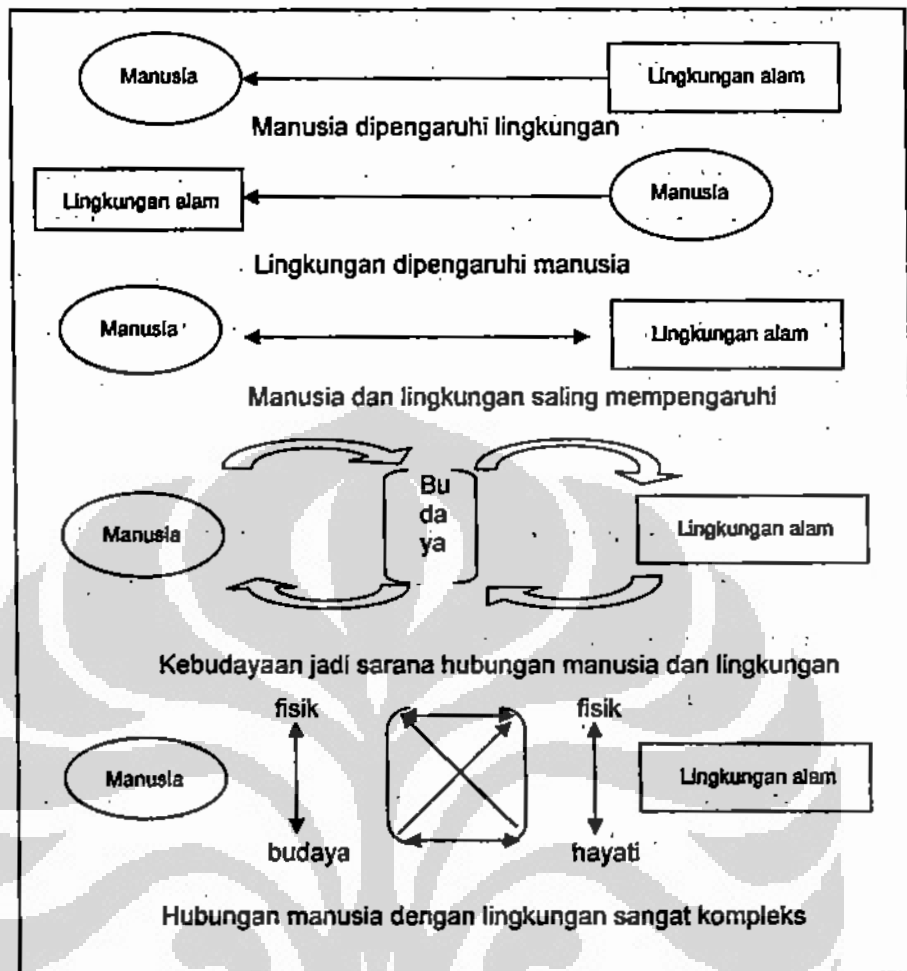 Manusia
Lingkungan alam
Manusia dipengaruhi lingkungan
Lingkungan alam
Manusia
Lingkungan dipengaruhi manusia
Manusia
Lingkungan alam
Manusia dan lingkungan saling mempengaruhi
Bu
da
ya
Manusia
Lingkungan alam
Kebudayaan jadi sarana hubungan manusia dan lingkungan
fisik
fisik
Manusia
Lingkungan alam
budaya
hayati
Hubungan manusia dengan lingkungan sangat kompleks